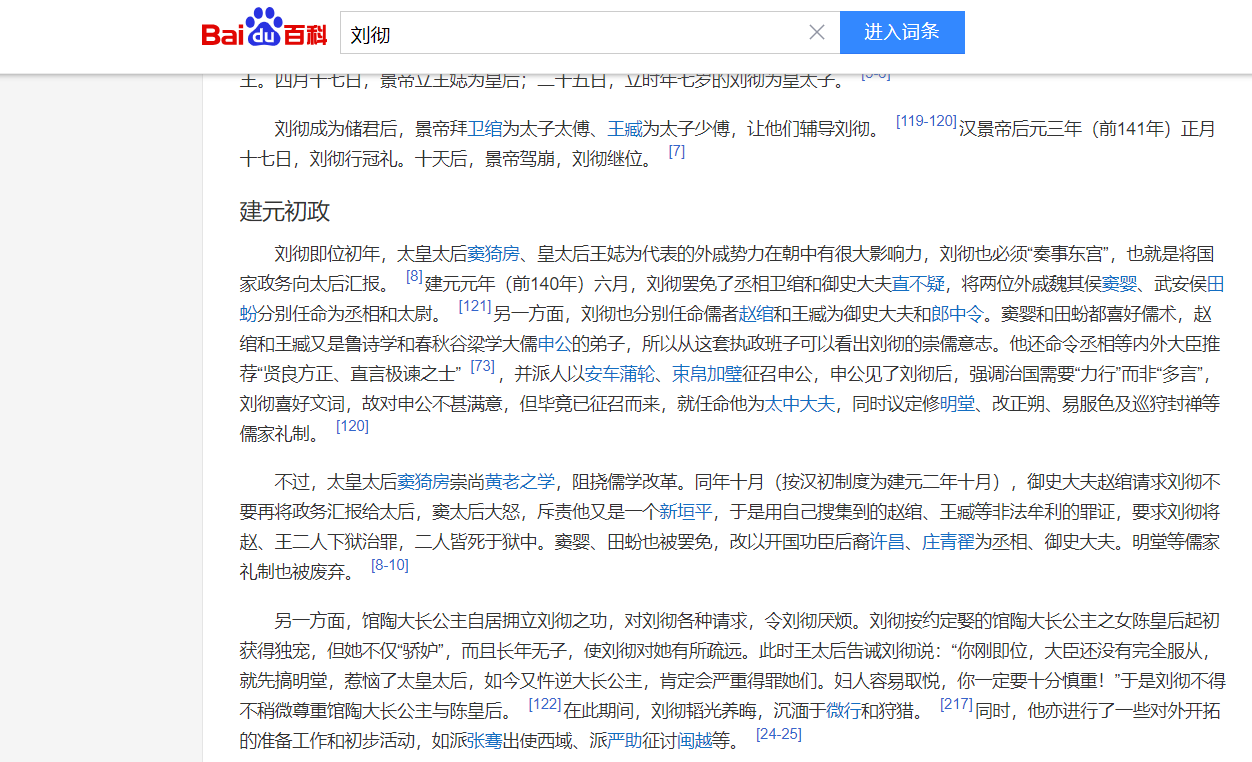 Bai du 百科
刘彻
进入词条
王。四月十七日，景帝立王娡为皇后；二十五日，立时年七岁的刘彻为皇太子。
刘彻成为储君后，景帝拜卫绾为太子太傅、王臧为太子少傅，让他们辅导刘彻。 [119-120] 汉景帝后元三年（前141年）正月
十七日，刘彻行冠礼。十天后，景帝驾崩，刘彻继位。 [7]
建元初政
刘彻即位初年，太皇太后窦猗房、皇太后王娡为代表的外戚势力在朝中有很大影响力，刘彻也必须“奏事东宫”，也就是将国
家政务向太后汇报。 [8] 建元元年（前140年）六月，刘彻罢免了丞相卫绾和御史大夫直不疑，将两位外戚魏其侯窦婴、武安侯田
蚡分别任命为丞相和太尉。 [121] 另一方面，刘彻也分别任命儒者赵绾和王臧为御史大夫和郎中令。窦婴和田蚡都喜好儒术，赵
绾和王臧又是鲁诗学和春秋谷梁学大儒申公的弟子，所以从这套执政班子可以看出刘彻的崇儒意志。他还命令丞相等内外大臣推
荐“贤良方正、直言极谏之士” [73] ，并派人以安车蒲轮、束帛加璧征召申公，申公见了刘彻后，强调治国需要“力行”而非“多言”，
刘彻喜好文词，故对申公不甚满意，但毕竟已征召而来，就任命他为太中大夫，同时议定修明堂、改正朔、易服色及巡狩封禅等
儒家礼制。 [120]
不过，太皇太后窦猗房崇尚黄老之学，阻挠儒学改革。同年十月（按汉初制度为建元二年十月），御史大夫赵绾请求刘彻不
要再将政务汇报给太后，窦太后大怒，斥责他又是一个新垣平，于是用自己搜集到的赵绾、王臧等非法牟利的罪证，要求刘彻将
赵、王二人下狱治罪，二人皆死于狱中。窦婴、田蚡也被罢免，改以开国功臣后裔许昌、庄青翟为丞相、御史大夫。明堂等儒家
礼制也被废弃。 [8-10]
另一方面，馆陶大长公主自居拥立刘彻之功，对刘彻各种请求，令刘彻厌烦。刘彻按约定娶的馆陶大长公主之女陈皇后起初
获得独宠，但她不仅“骄妒”，而且长年无子，使刘彻对她有所疏远。此时王太后告诫刘彻说：“你刚即位，大臣还没有完全服从，
就先搞明堂，惹恼了太皇太后，如今又忤逆大长公主，肯定会严重得罪她们。妇人容易取悦，你一定要十分慎重！”于是刘彻不得
不稍微尊重馆陶大长公主与陈皇后。 [122] 在此期间，刘彻韬光养晦，沉湎于微行和狩猎。 [217] 同时，他亦进行了一些对外开拓
的准备工作和初步活动，如派张骞出使西域、派严助征讨闽越等。 [24-25]